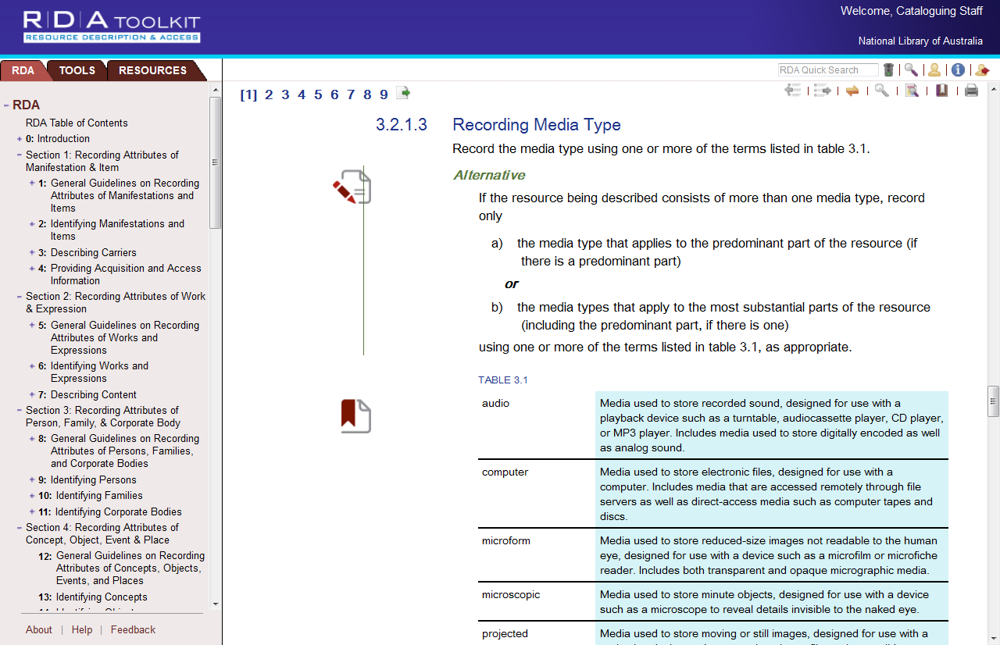 R|D|A TOOLKIT
RESOURCE DESCRIPTION & ACCESS
Welcome, Cataloguing Staff
National Library of Australia
RDA
TOOLS
RESOURCES
RDA Quick Search
RDA
RDA Table of Contents
0: Introduction
Section 1: Recording Attributes of
Manifestation & Item
1: General Guidelines on Recording
Attributes of Manifestations and
Items
2: Identifying Manifestations and
Items
3: Describing Carriers
4: Providing Acquisition and Access
Information
Section 2: Recording Attributes of Work
& Expression
5: General Guidelines on Recording
Attributes of Works and
Expressions
6: Identifying Works and
Expressions
7: Describing Content
Section 3: Recording Attributes of
Person, Family, & Corporate Body
8: General Guidelines on Recording
Attributes of Persons, Families,
and Corporate Bodies
9: Identifying Persons
10: Identifying Families
11: Identifying Corporate Bodies
Section 4: Recording Attributes of
Concept, Object, Event & Place
12: General Guidelines on Recording
Attributes of Concepts, Objects,
Events, and Places
13: Identifying Concepts
About | Help | Feedback
[1] 2 3 4 5 6 7 8 9
3.2.1.3 Recording Media Type
Record the media type using one or more of the terms listed in table 3.1.
Alternative
If the resource being described consists of more than one media type, record
only
a) the media type that applies to the predominant part of the resource (if
there is a predominant part)
or
b) the media types that apply to the most substantial parts of the resource
(including the predominant part, if there is one)
using one or more of the terms listed in table 3.1, as appropriate.
TABLE 3.1
audio Media used to store recorded sound, designed for use with a
playback device such as a turntable, audiocassette player, CD player,
or MP3 player. Includes media used to store digitally encoded as well
as analog sound.
computer Media used to store electronic files, designed for use with a
computer. Includes media that are accessed remotely through file
servers as well as direct-access media such as computer tapes and
discs.
microform Media used to store reduced-size images not readable to the human
eye, designed for use with a device such as a microfilm or microfiche
reader. Includes both transparent and opaque micrographic media.
microscopic Media used to store minute objects, designed for use with a device
such as a microscope to reveal details invisible to the naked eye.
projected Media used to store moving or still images, designed for use with a